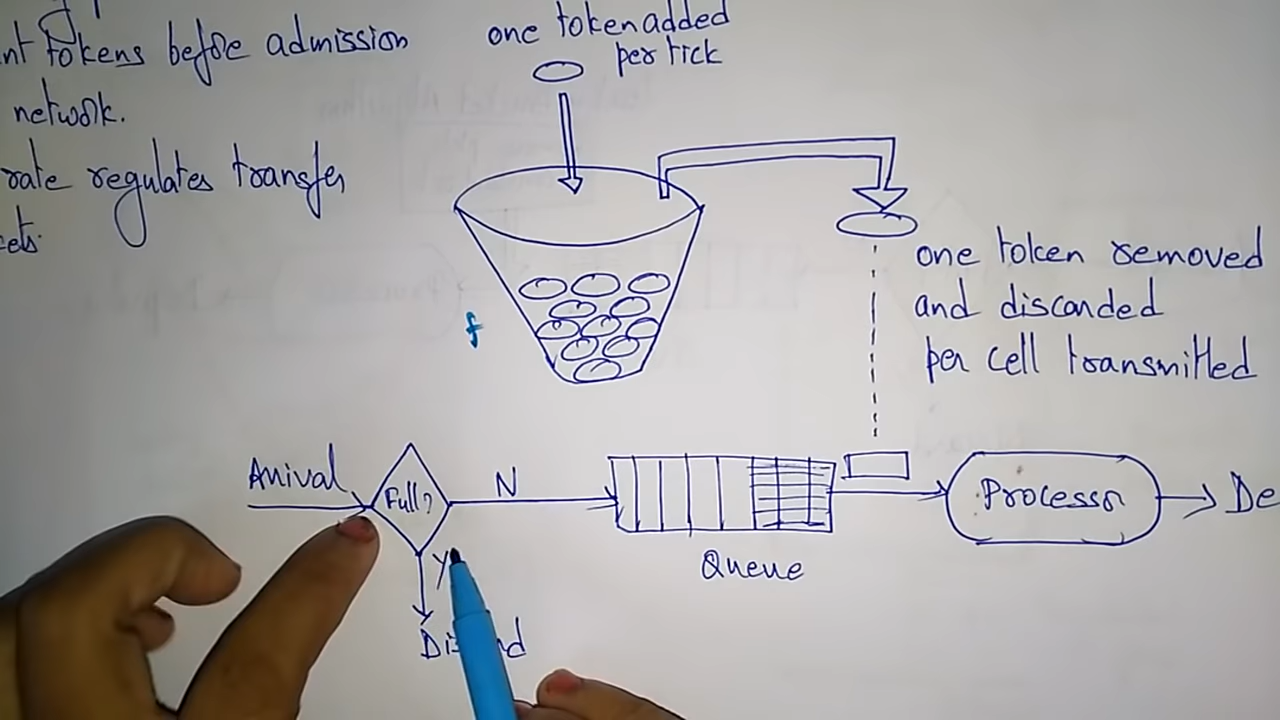 nt tokens before admission
network.
rate regulates transfer
cets.
one token added
per tick
one token removed
and discarded
per cell transmitted
Arrival
Full?
N
Y
Queue
Processor
De
f